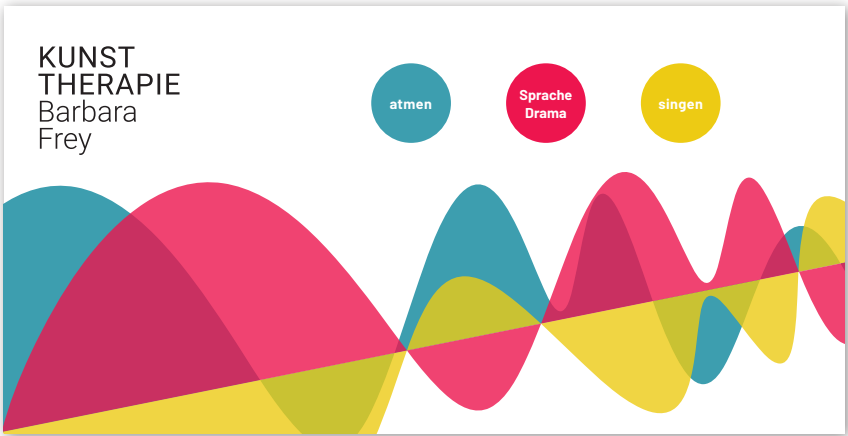 KUNST
THERAPIE
Barbara
Frey
atmen
Sprache
Drama
singen